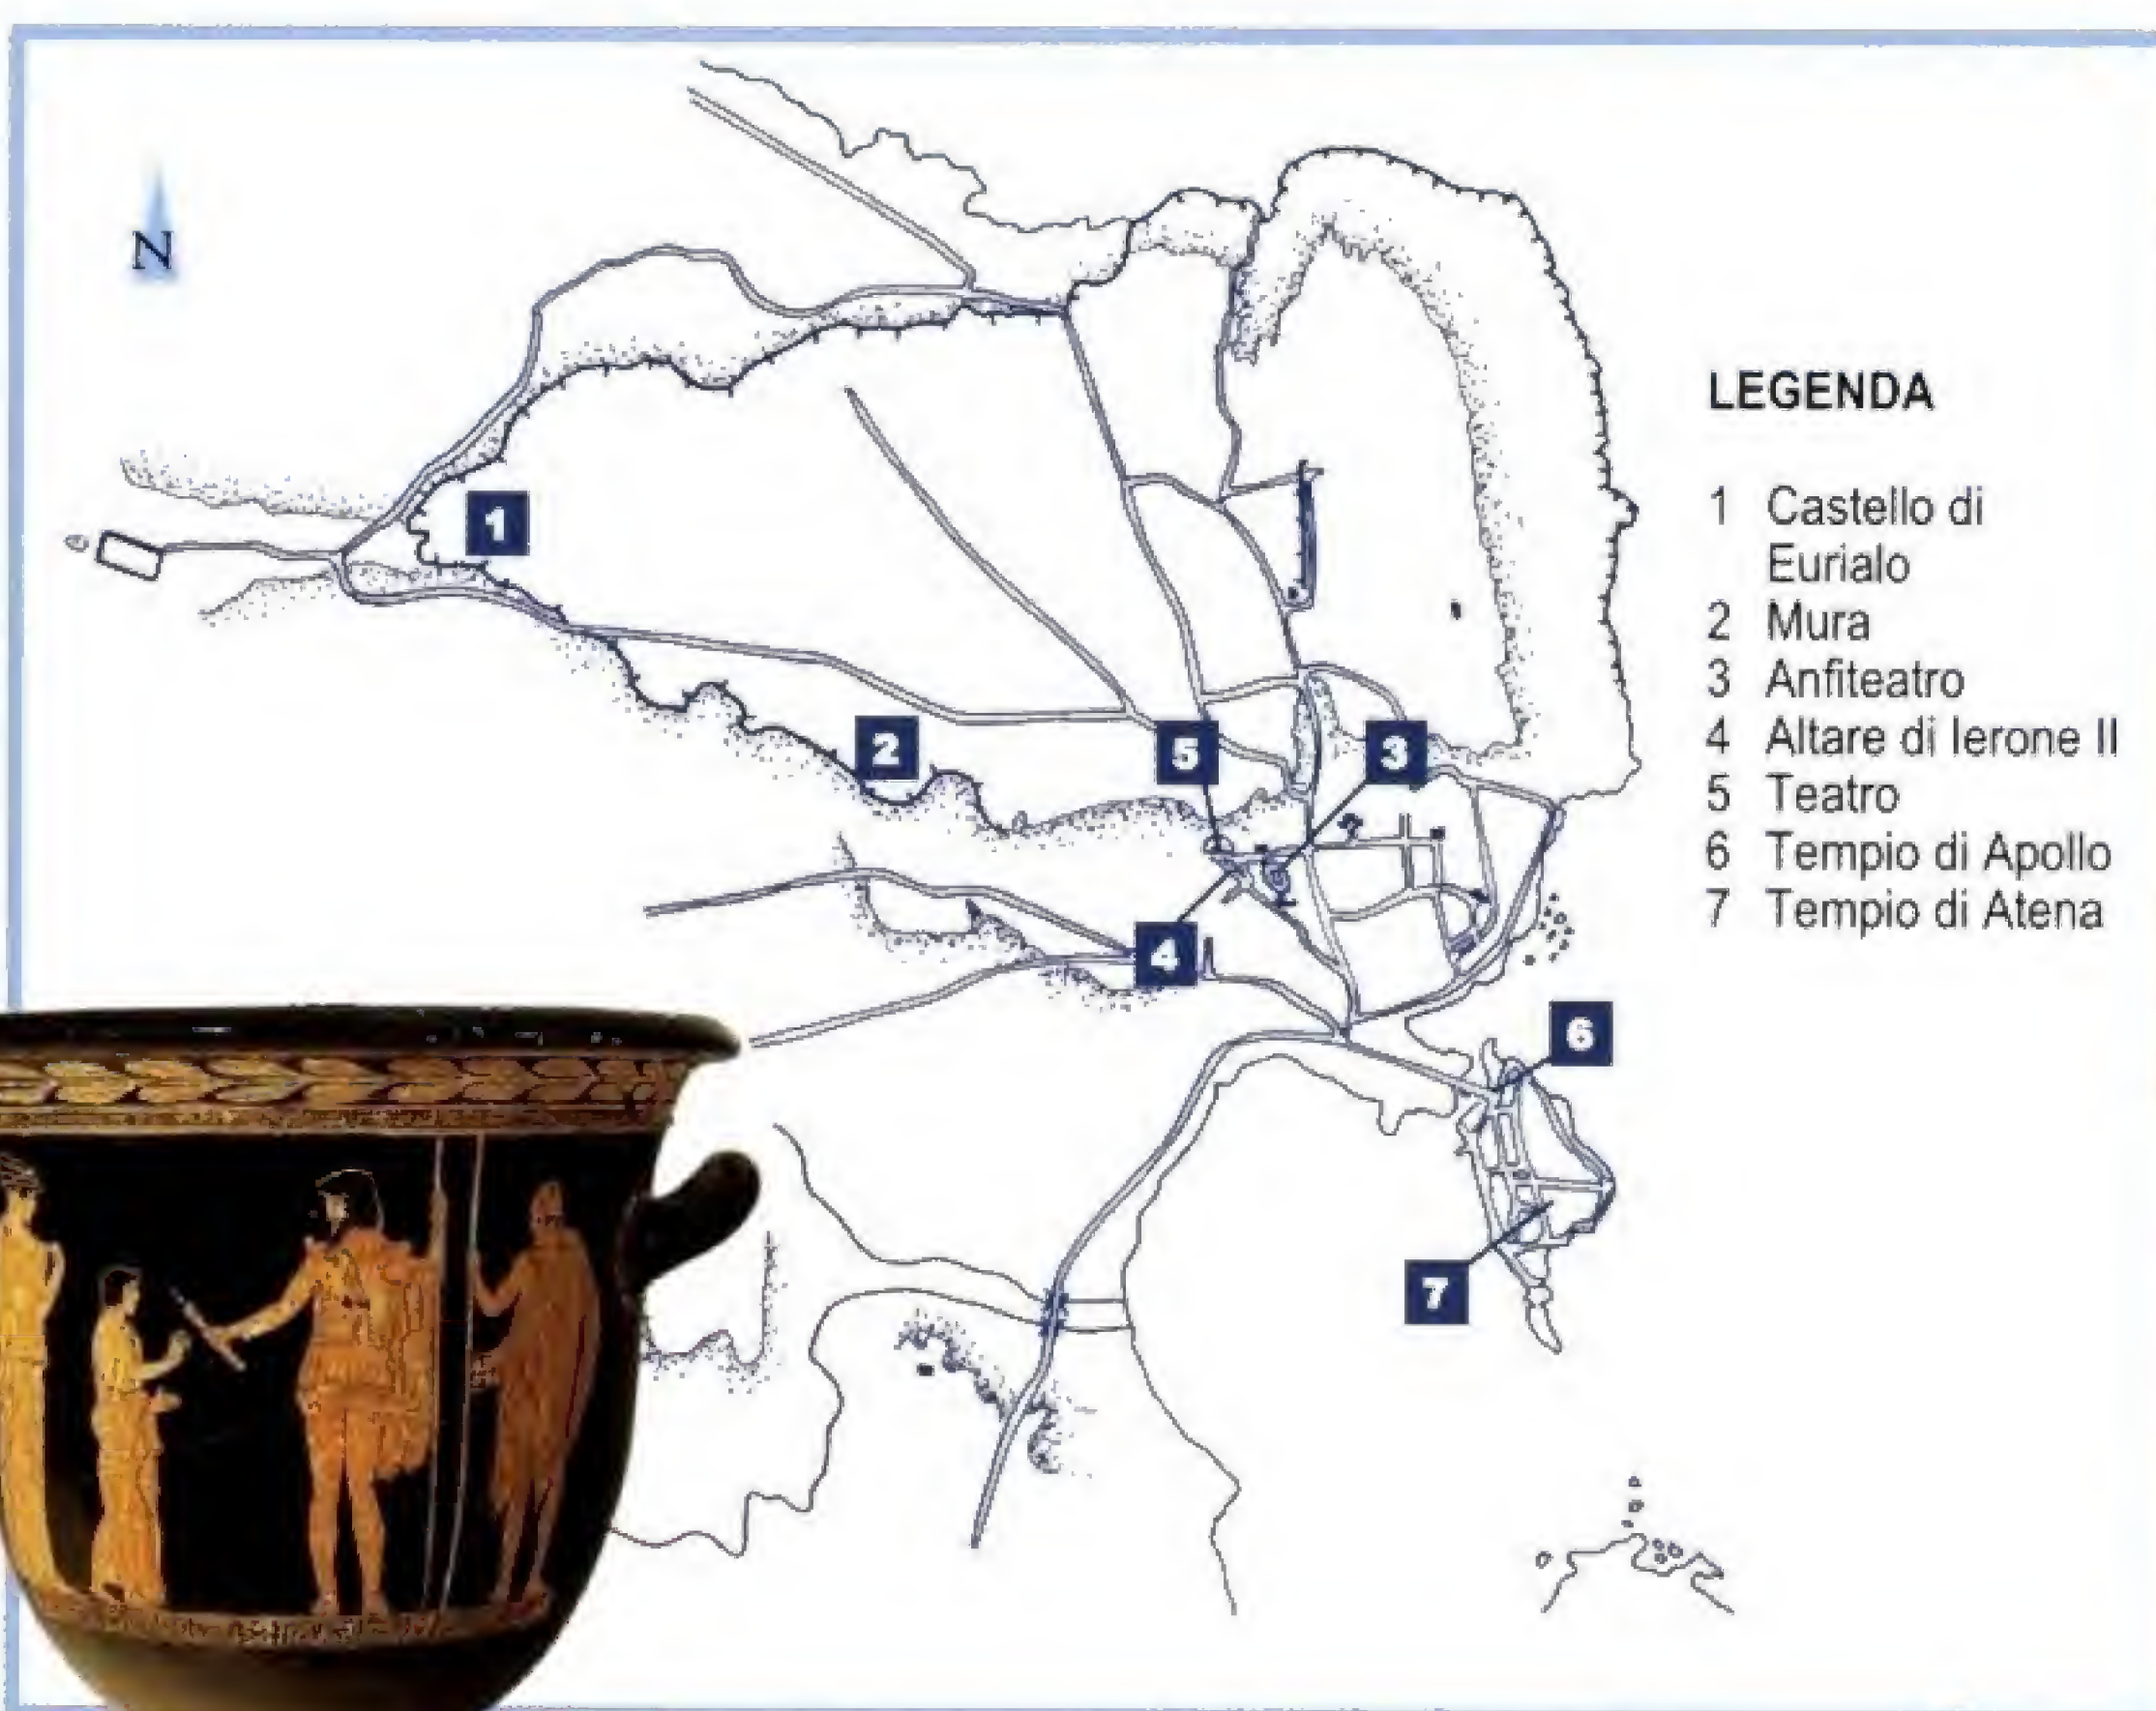 N
LEGENDA
1 Castello di
Eurialo
2 Mura
3 Anfiteatro
4 Altare di Ierone II
5 Teatro
6 Tempio di Apollo
7 Tempio di Atena
1
2
5
3
4
6
7